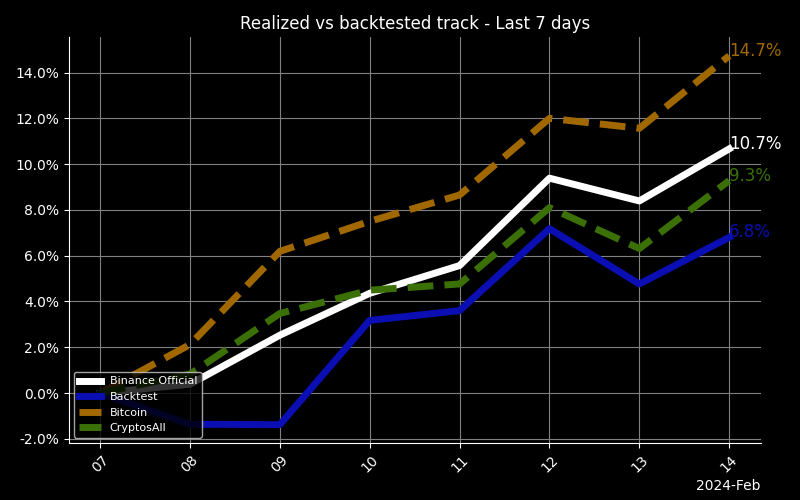 Realized vs backtested track - Last 7 days
14.7%
14.0%
12.0%
10.7%
10.0%
9.3%
8.0%
6.8%
6.0%
4.0%
2.0%
0.0%
-2.0%
Binance Official
Backtest
Bitcoin
CryptosAll
07 08 09 10 11 12 13 14
2024-Feb